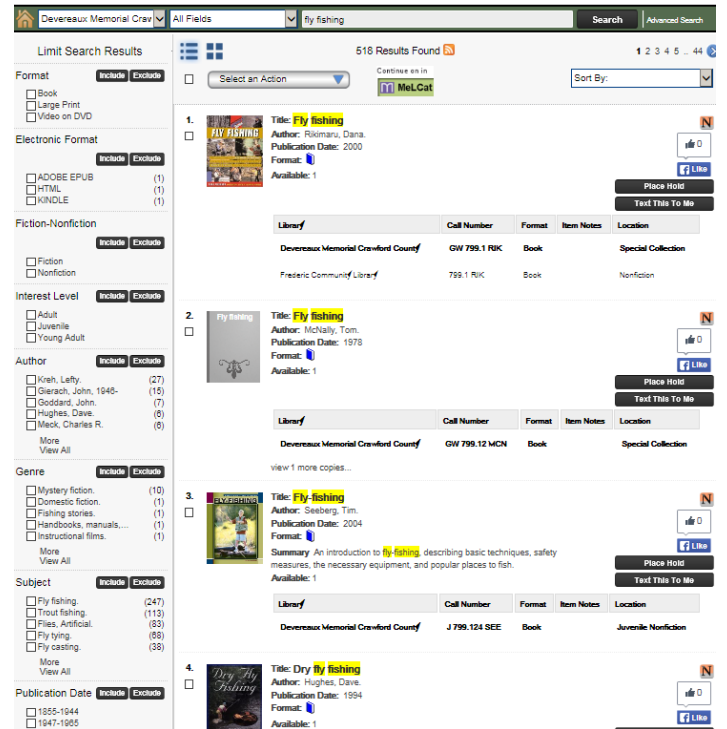 Devereaux Memorial Craw
All Fields
fly fishing
Search
Advanced Search
Limit Search Results
Format Include Exclude
Book
Large Print
Video on DVD
Electronic Format
Include Exclude
ADOBE EPUB (1)
HTML (1)
KINDLE (1)
Fiction-Nonfiction
Include Exclude
Fiction
Nonfiction
Interest Level Include Exclude
Adult
Juvenile
Young Adult
Author Include Exclude
Kreh, Lefty. (27)
Gierach, John, 1946- (15)
Goddard, John. (7)
Hughes, Dave. (6)
Meck, Charles R. (6)
More
View All
Genre Include Exclude
Mystery fiction. (10)
Domestic fiction. (1)
Fishing stories. (1)
Handbooks, manuals,... (1)
Instructional films. (1)
More
View All
Subject Include Exclude
Fly fishing. (247)
Trout fishing. (113)
Flies, Artificial. (83)
Fly tying. (68)
Fly casting. (38)
More
View All
Publication Date Include Exclude
1855-1944
1947-1965
518 Results Found
1 2 3 4 5 .. 44
Select an Action
Continue on in
MeLCat
Sort By:
1.
FLY FISHING
Title: Fly fishing
Author: Rikimaru, Dana.
Publication Date: 2000
Format:
Available: 1
N
0
Like
Place Hold
Text This To Me
Library Call Number Format Item Notes Location
Devereaux Memorial Crawford County GW 799.1 RIK Book Special Collection
Frederic Community Library 799.1 RIK Book Nonfiction
2.
Fly fishing
Title: Fly fishing
Author: McNally, Tom.
Publication Date: 1978
Format:
Available: 1
N
0
Like
Place Hold
Text This To Me
Library Call Number Format Item Notes Location
Devereaux Memorial Crawford County GW 799.12 MCN Book Special Collection
view 1 more copies...
3.
FLY-FISHING
Title: Fly-fishing
Author: Seeberg, Tim.
Publication Date: 2004
Format:
Summary An introduction to fly-fishing, describing basic techniques, safety
measures, the necessary equipment, and popular places to fish.
Available: 1
N
0
Like
Place Hold
Text This To Me
Library Call Number Format Item Notes Location
Devereaux Memorial Crawford County J 799.124 SEE Book Juvenile Nonfiction
4.
Dry Fly
Fishing
Title: Dry fly fishing
Author: Hughes, Dave.
Publication Date: 1994
Format:
Available: 1
N
0
Like